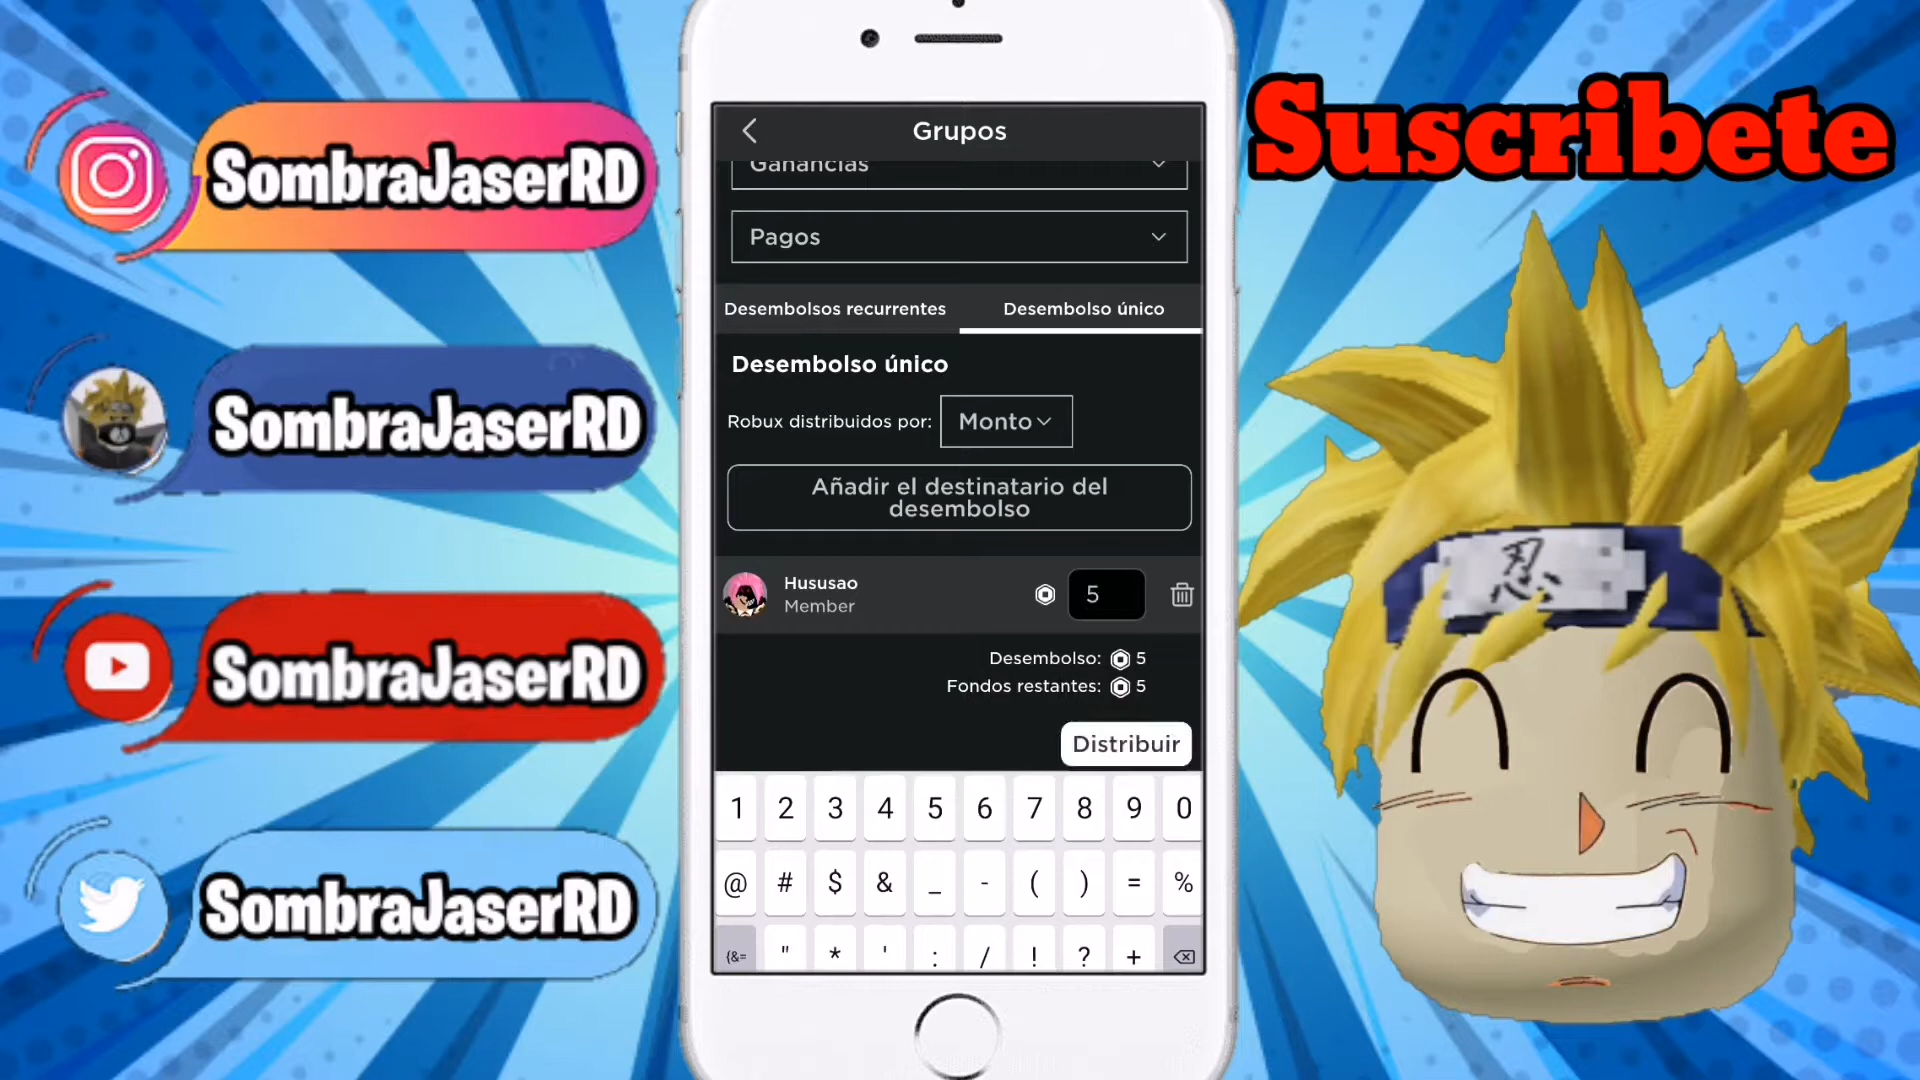 SombraJaserRD
SombraJaserRD
SombraJaserRD
SombraJaserRD
Grupos
Ganancias
Pagos
Desembolsos recurrentes
Desembolso único
Desembolso único
Robux distribuidos por:
Monto
Añadir el destinatario del
desembolso
Hususao
Member
5
Desembolso: 5
Fondos restantes: 5
Distribuir
1 2 3 4 5 6 7 8 9 0
@ # $ & _ - ( ) = %
{&= " * ' : / ! ? +
Suscribete
忍